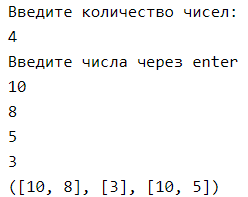 Введите количество чисел:
4
Введите числа через enter
10
8
5
3
([10, 8], [3], [10, 5])